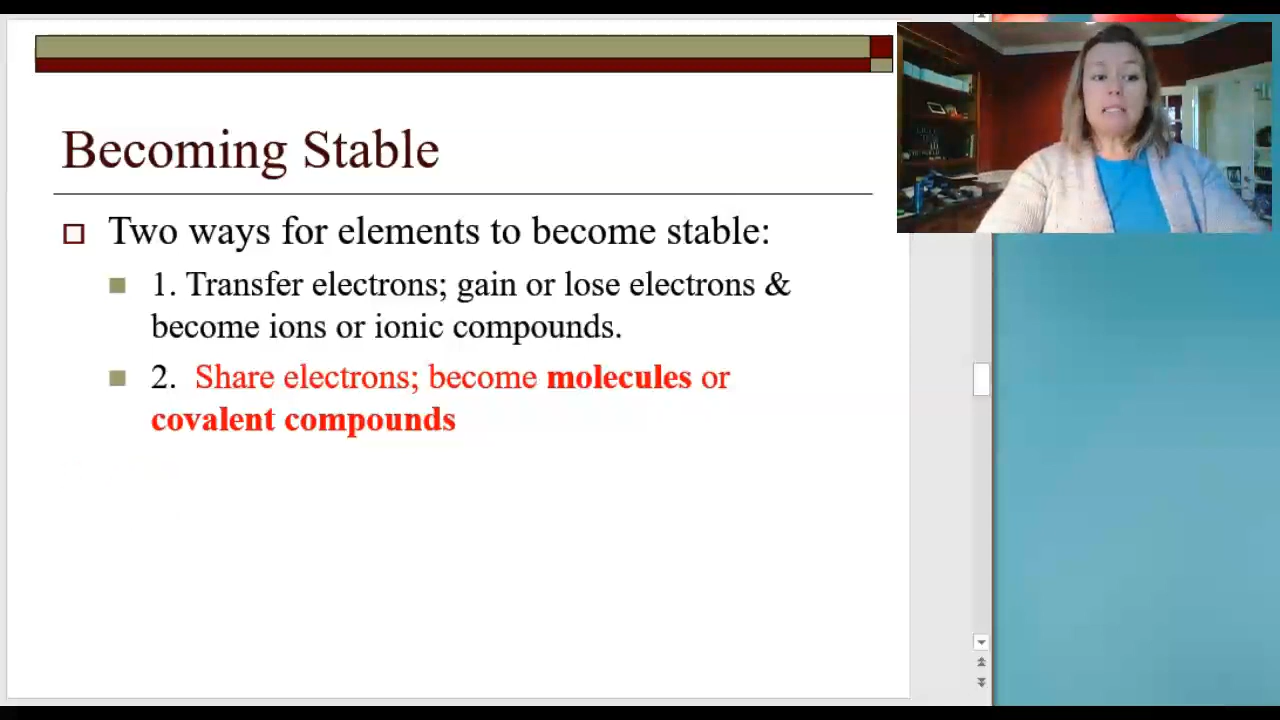 Becoming Stable
Two ways for elements to become stable:
1. Transfer electrons; gain or lose electrons &
become ions or ionic compounds.
2. Share electrons; become molecules or
covalent compounds